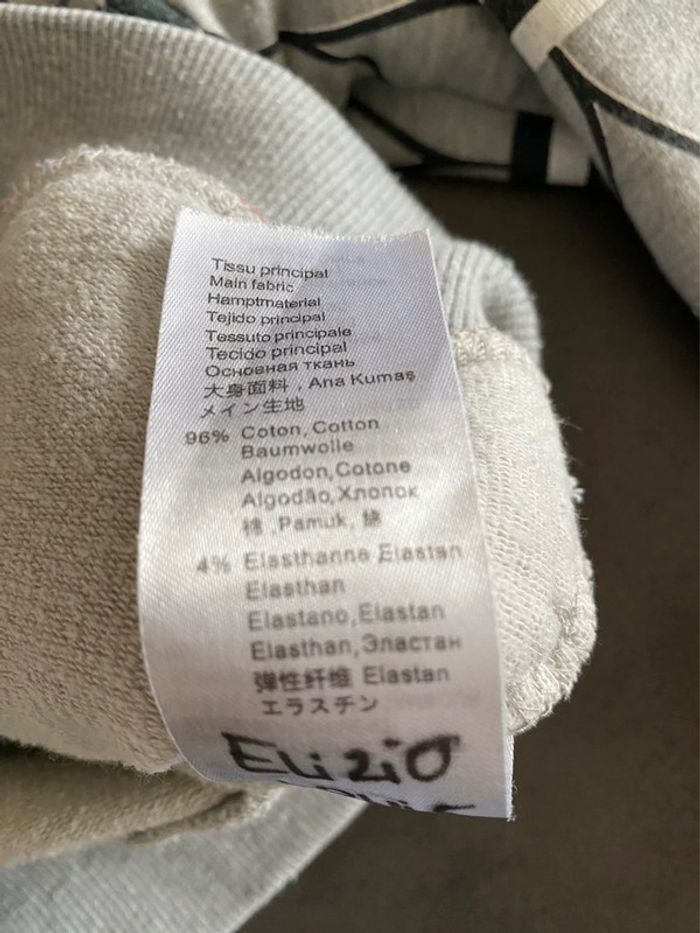 Tissu principal
Main fabric
Hamptmaterial
Tejido principal
Tessuto principale
Tecido principal
Основная ткань
大身面料 , Ana Kumaş
メイン生地
96% Coton, Cotton
Baumwolle
Algodon,Cotone
Algodão,Хлопок
棉 ,Pamuk,
4% Elasthanne Elastan
Elasthan
Elastano,Elastan
Elasthan,Эластан
弹性纤维 Elastan
エラスチン
Elizio